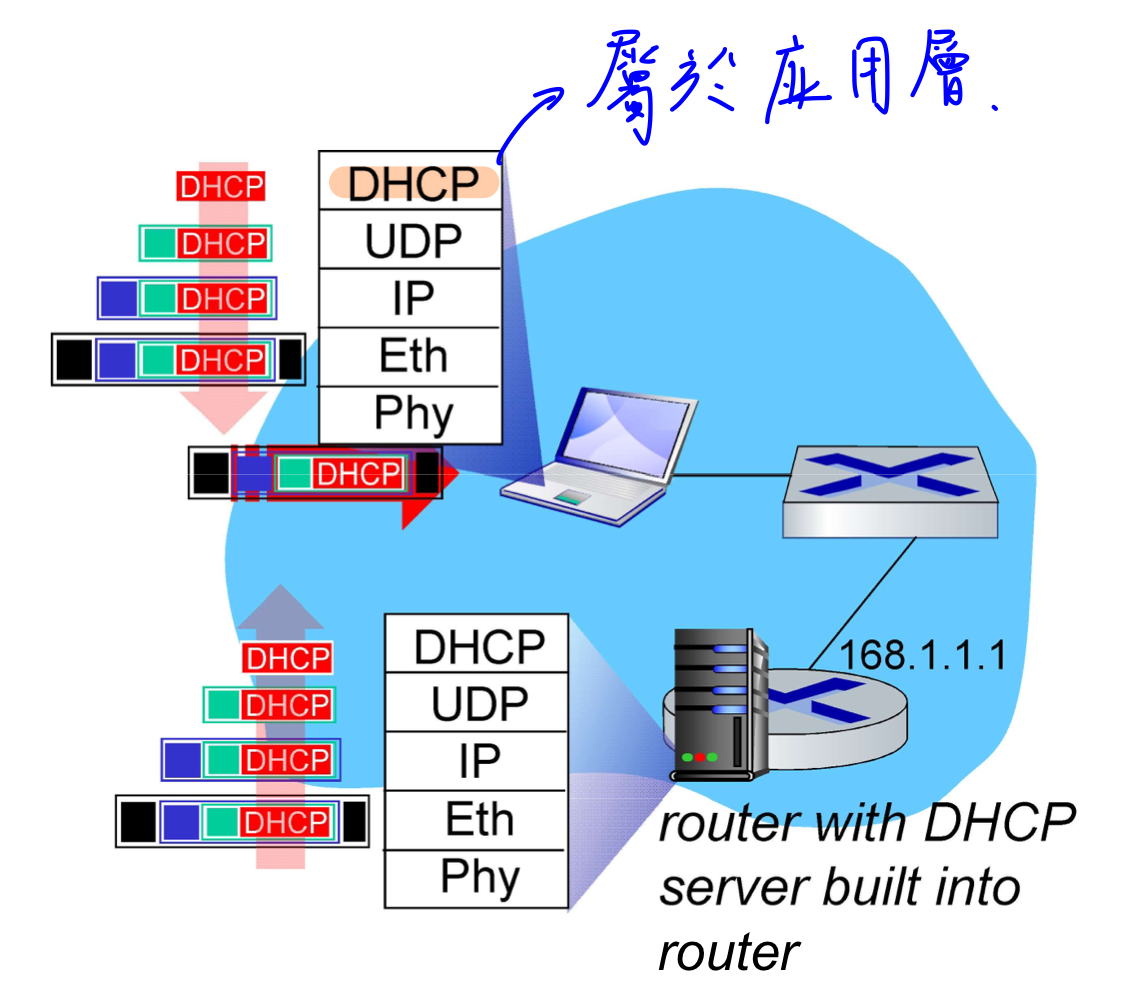 屬於应用層.
DHCP
DHCP
DHCP
DHCP
DHCP
UDP
IP
Eth
Phy
DHCP
DHCP
DHCP
DHCP
DHCP
DHCP
UDP
IP
Eth
Phy
168.1.1.1
router with DHCP
server built into
router